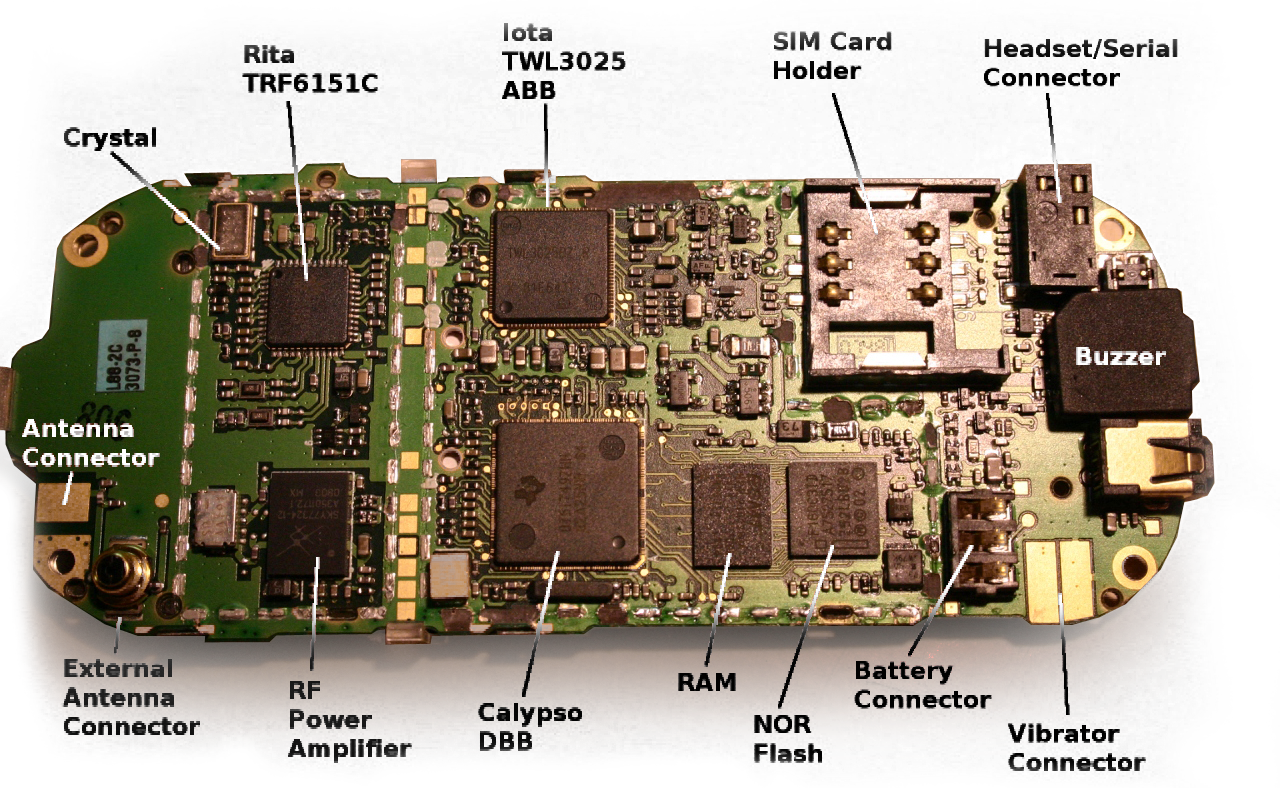 Iota
TWL3025
ABB
SIM Card
Holder
Headset/Serial
Connector
Rita
TRF6151C
Crystal
Buzzer
L68-2C
3073-P-8
Antenna
Connector
External
Antenna
Connector
RF
Power
Amplifier
Calypso
DBB
RAM
NOR
Flash
Battery
Connector
Vibrator
Connector